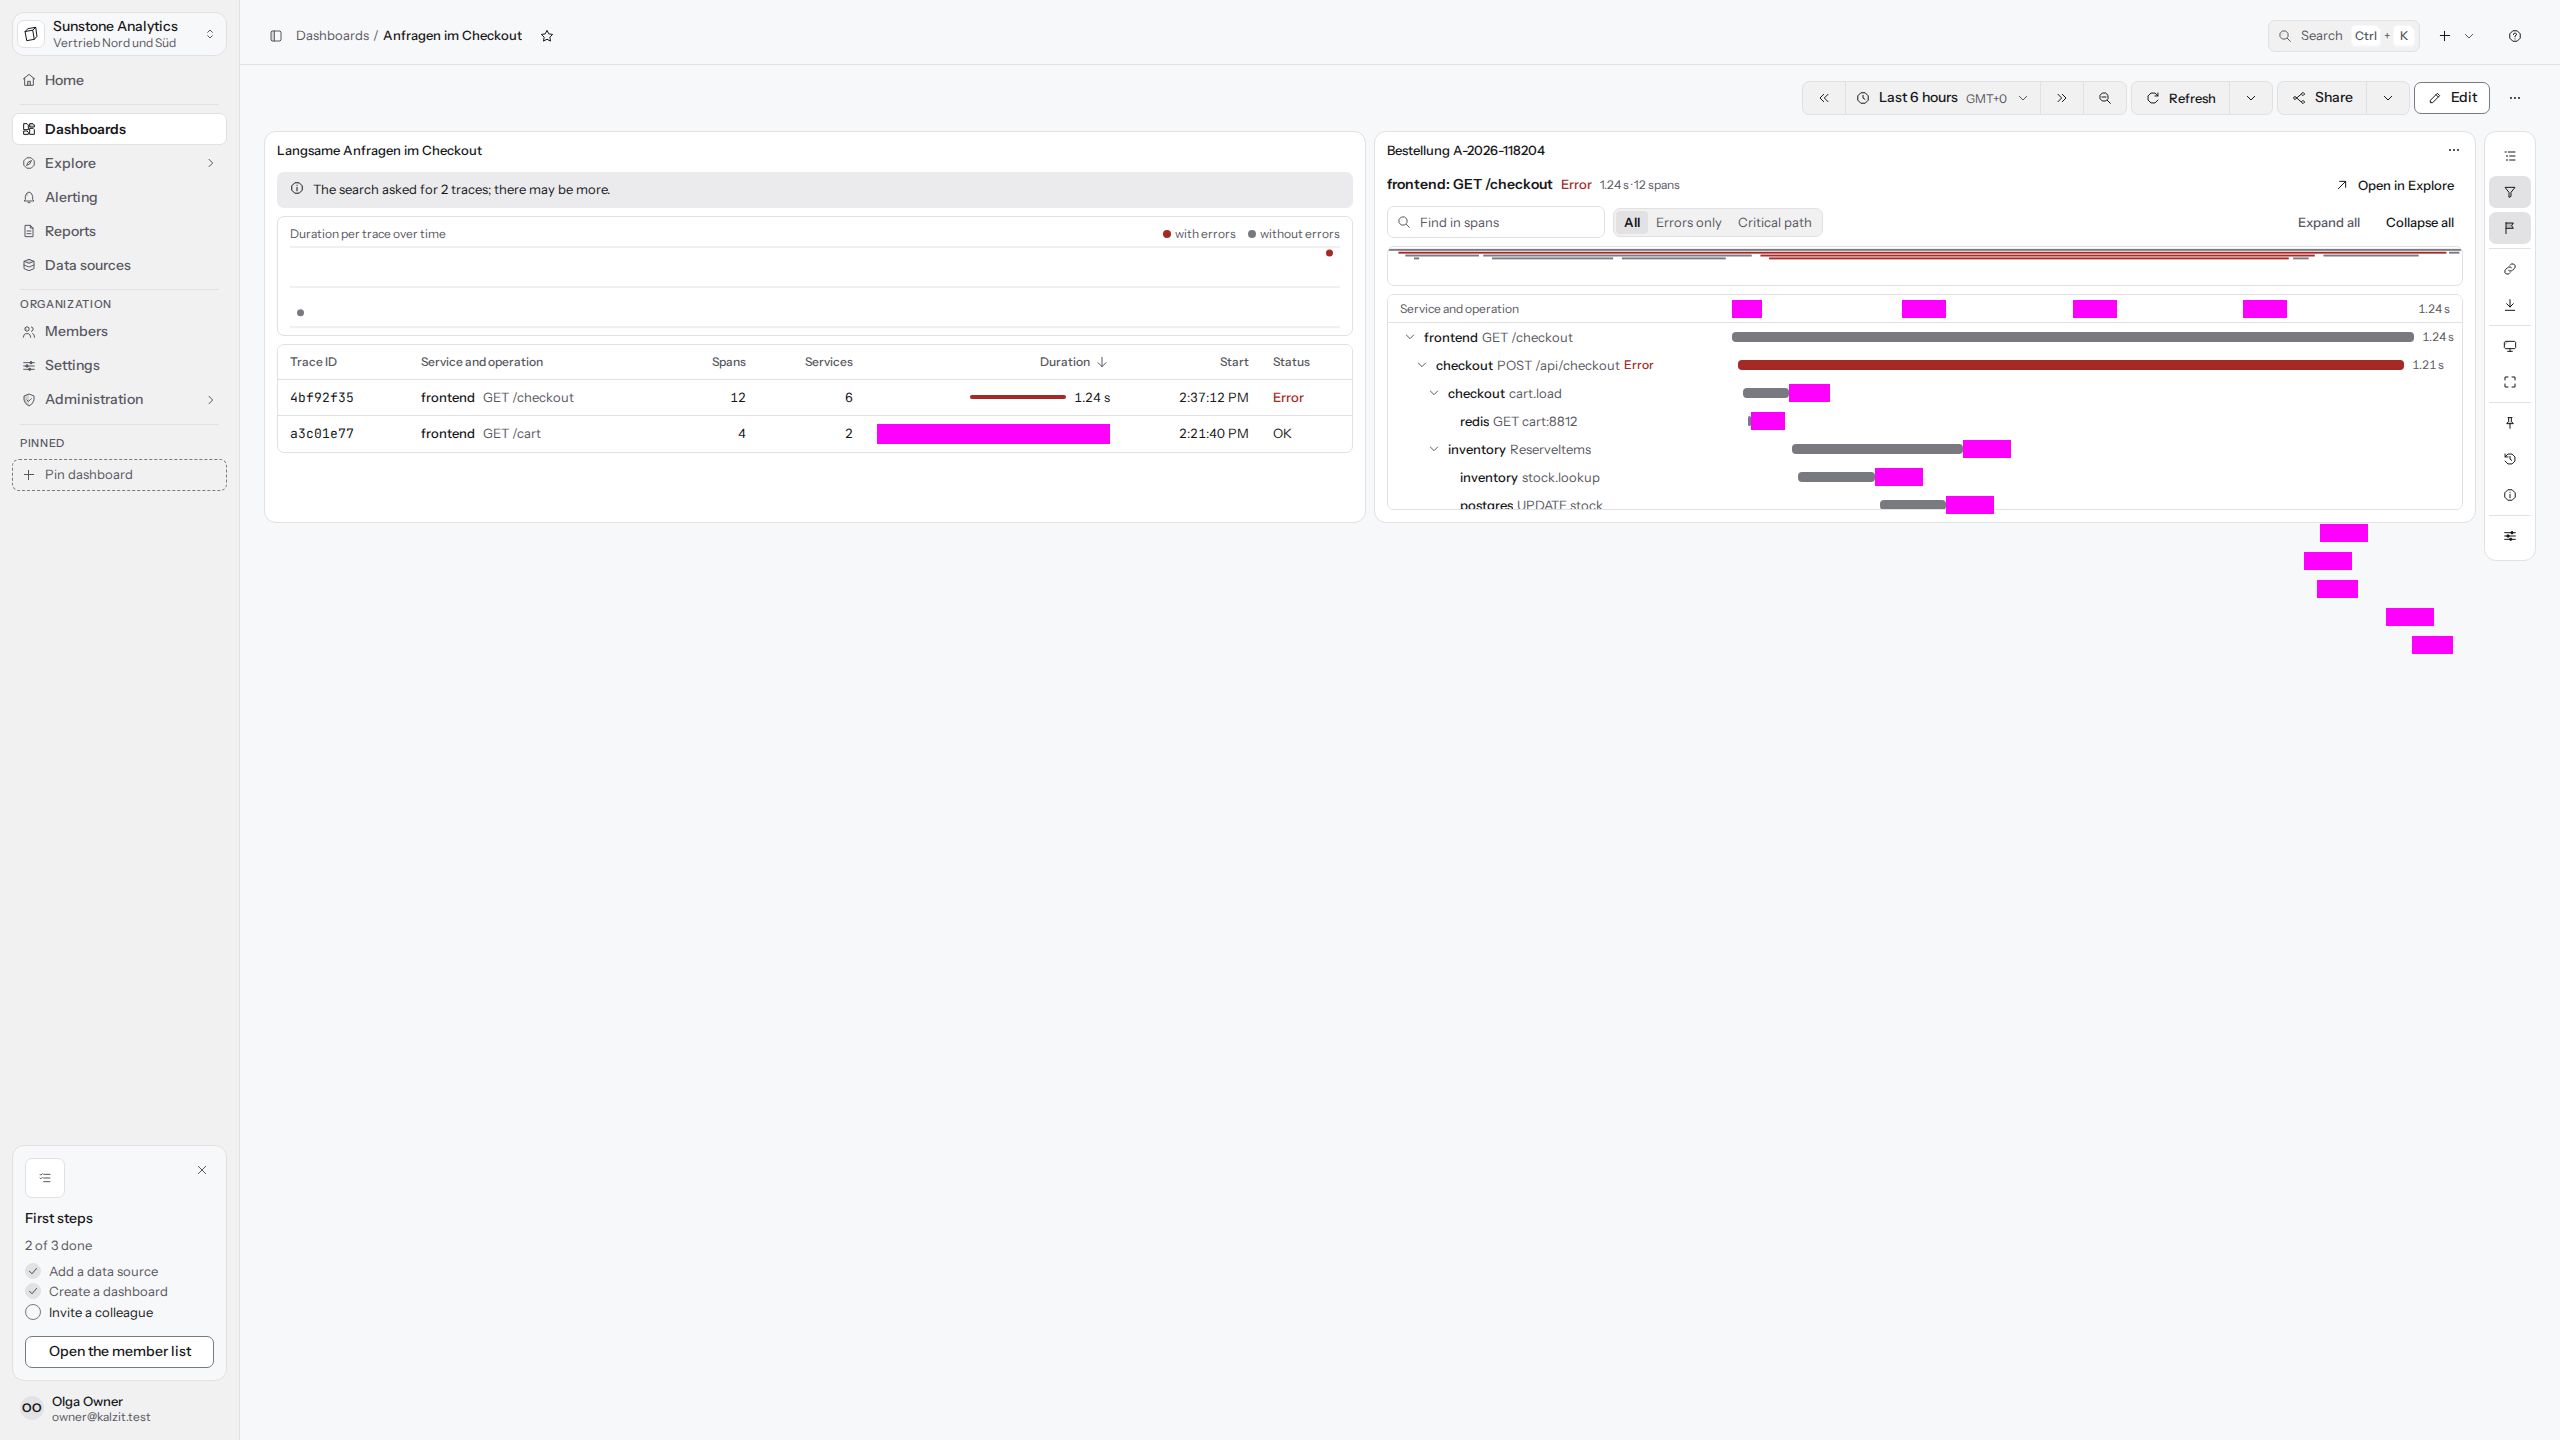 Sunstone Analytics
Vertrieb Nord und Süd
Home
Dashboards
Explore
Alerting
Reports
Data sources
ORGANIZATION
Members
Settings
Administration
PINNED
Pin dashboard
First steps
2 of 3 done
Add a data source
Create a dashboard
Invite a colleague
Open the member list
OO Olga Owner
owner@kalzit.test
Dashboards / Anfragen im Checkout
Search Ctrl + K
Last 6 hours GMT+0
Refresh
Share
Edit
Langsame Anfragen im Checkout
The search asked for 2 traces; there may be more.
Duration per trace over time with errors without errors
Trace ID Service and operation Spans Services Duration Start Status
4bf92f35 frontend GET /checkout 12 6 1.24 s 2:37:12 PM Error
a3c01e77 frontend GET /cart 4 2 2:21:40 PM OK
Bestellung A-2026-118204
frontend: GET /checkout Error 1.24 s · 12 spans Open in Explore
Find in spans All Errors only Critical path Expand all Collapse all
Service and operation 1.24 s
frontend GET /checkout 1.24 s
checkout POST /api/checkout Error 1.21 s
checkout cart.load
redis GET cart:8812
inventory ReserveItems
inventory stock.lookup
postgres UPDATE stock